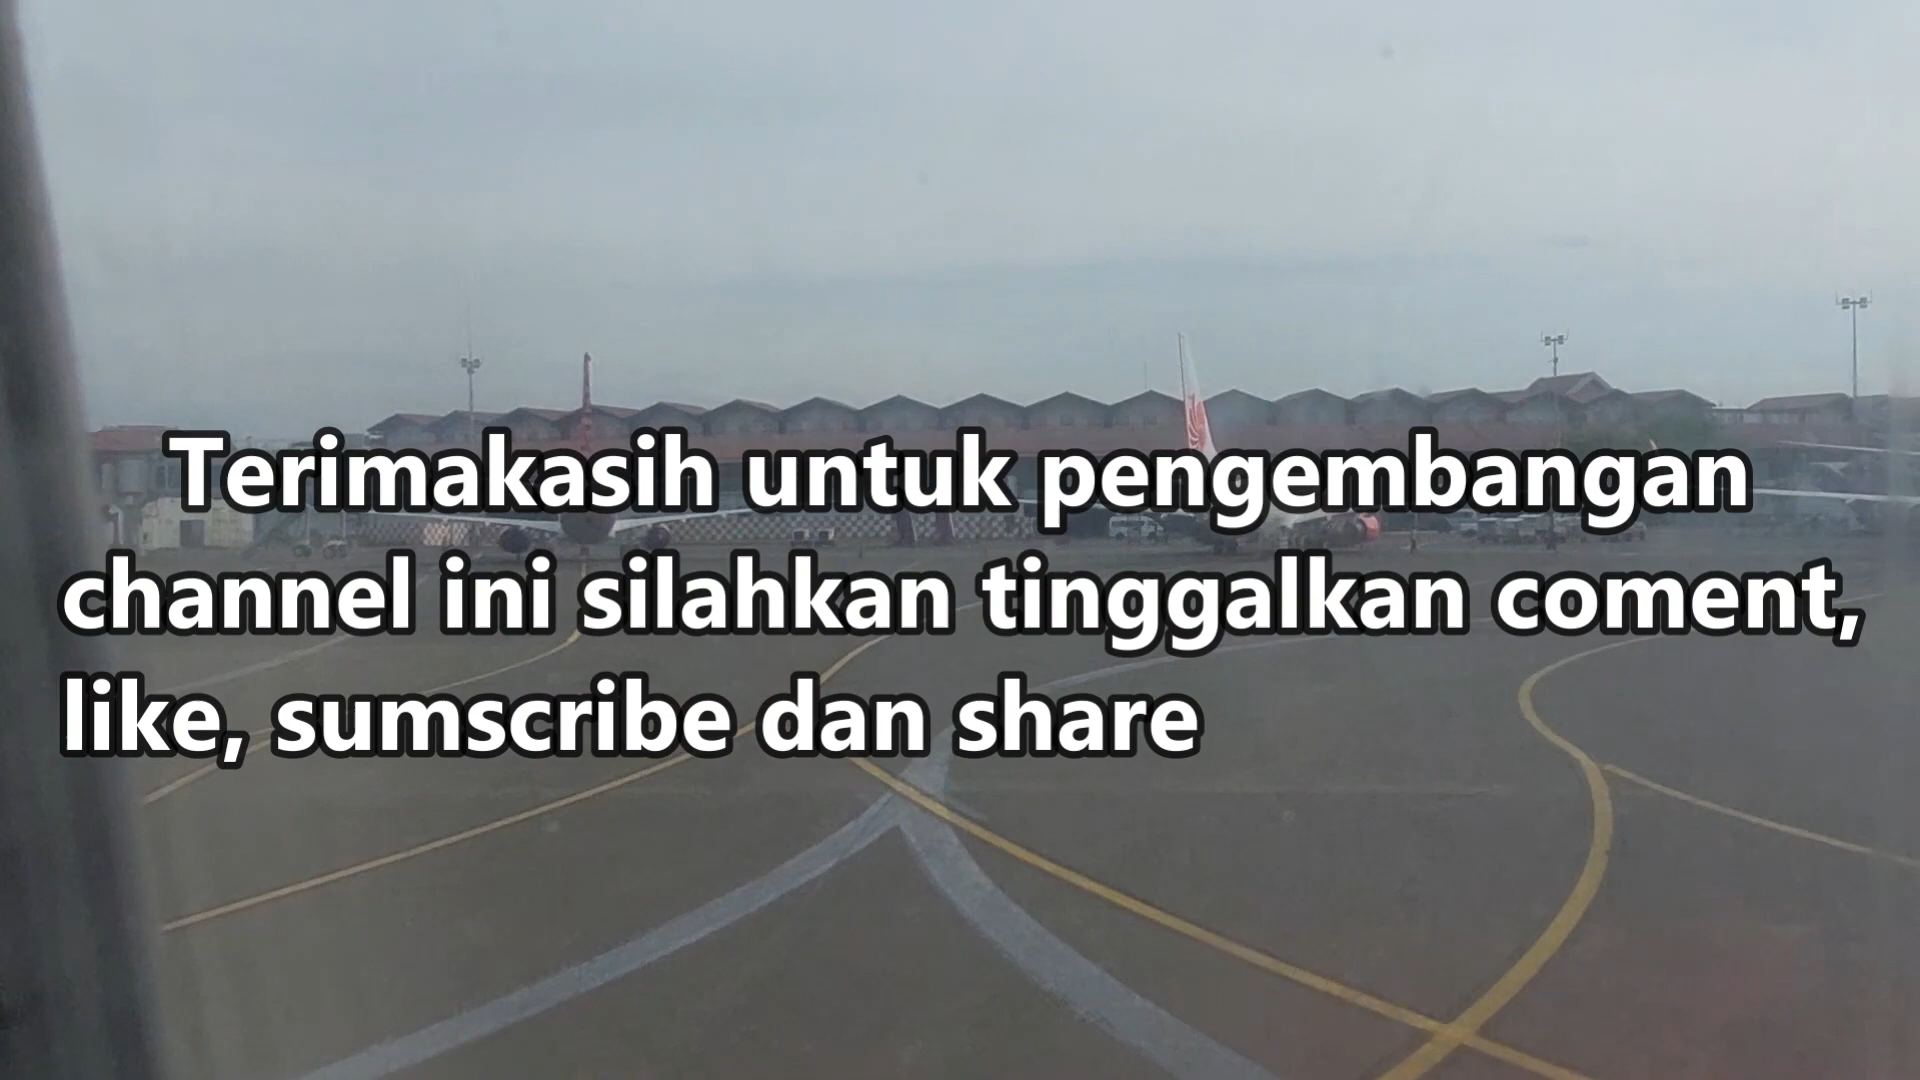 Terimakasih untuk pengembangan
channel ini silahkan tinggalkan coment,
like, sumscribe dan share